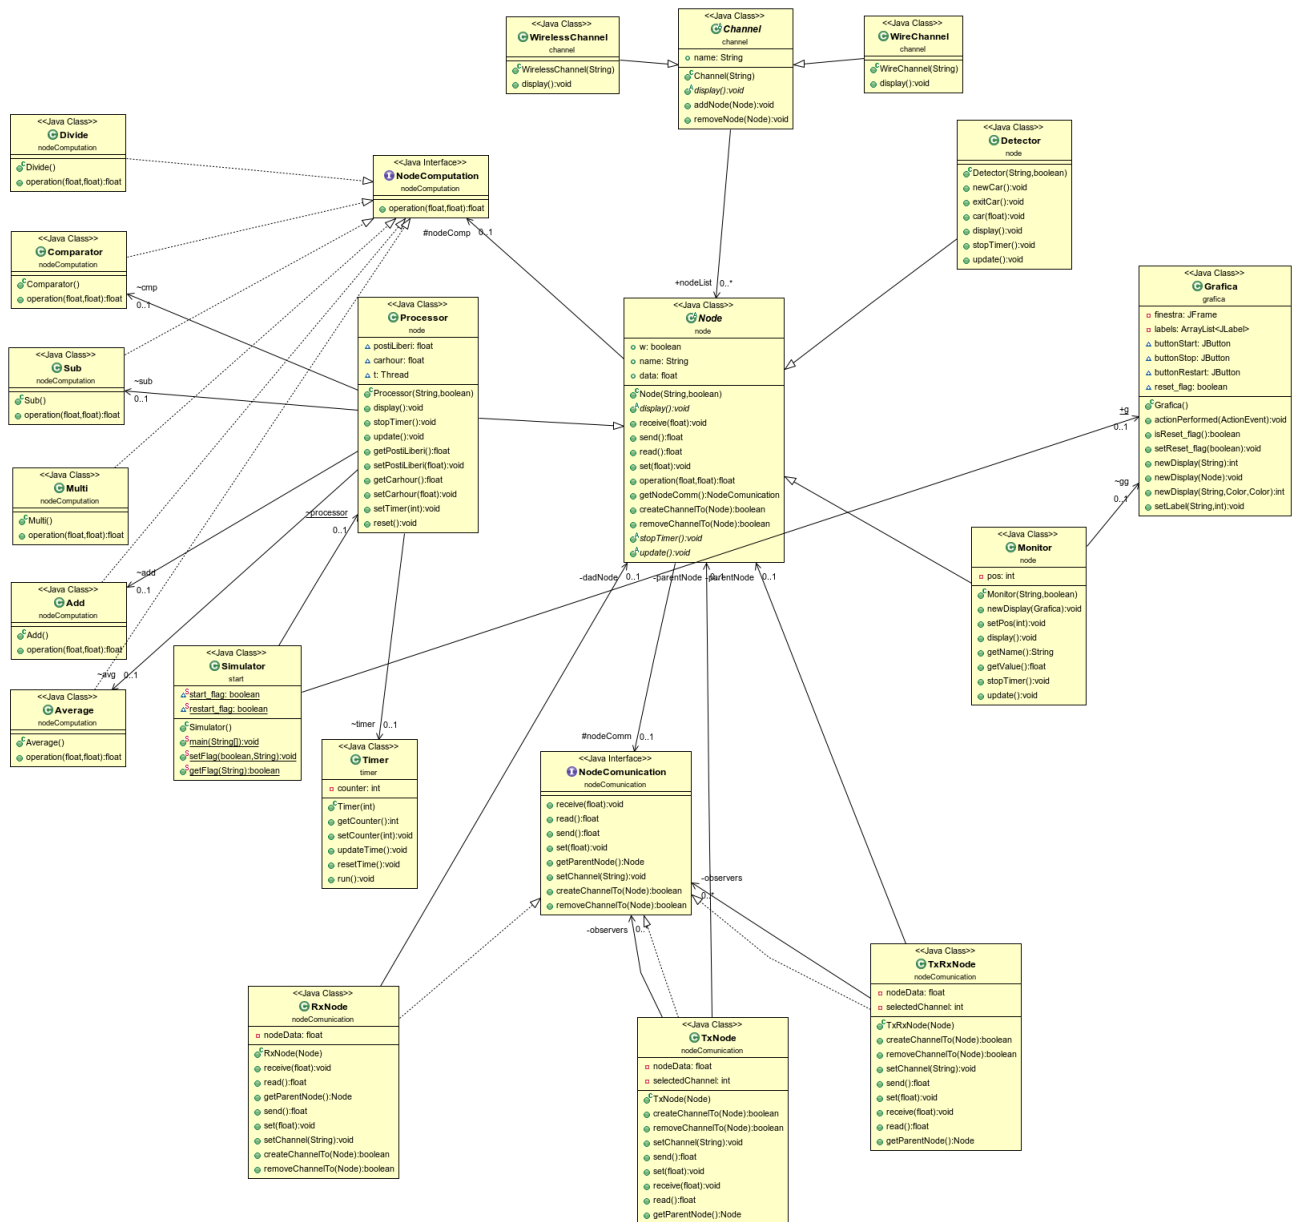 <<Java Class>>
WirelessChannel
channel
WirelessChannel(String)
display():void
<<Java Class>>
Channel
channel
name: String
Channel(String)
display():void
addNode(Node):void
removeNode(Node):void
<<Java Class>>
WireChannel
channel
WireChannel(String)
display():void
<<Java Class>>
Divide
nodeComputation
Divide()
operation(float,float):float
<<Java Interface>>
NodeComputation
nodeComputation
operation(float,float):float
#nodeComp
0..1
<<Java Class>>
Detector
node
Detector(String,boolean)
newCar():void
exitCar():void
car(float):void
display():void
stopTimer():void
update():void
<<Java Class>>
Comparator
nodeComputation
Comparator()
operation(float,float):float
~cmp
0..1
<<Java Class>>
Processor
node
postiLiberi: float
carhour: float
t: Thread
Processor(String,boolean)
display():void
stopTimer():void
update():void
getPostiLiberi():float
setPostiLiberi(float):void
getCarhour():float
setCarhour(float):void
setTimer(int):void
reset():void
+nodeList
0..*
<<Java Class>>
Node
node
w: boolean
name: String
data: float
Node(String,boolean)
display():void
receive(float):void
send():float
read():float
set(float):void
operation(float,float):float
getNodeComm():NodeComunication
createChannelTo(Node):boolean
removeChannelTo(Node):boolean
stopTimer():void
update():void
<<Java Class>>
Grafica
grafica
finestra: JFrame
labels: ArrayList<JLabel>
buttonStart: JButton
buttonStop: JButton
buttonRestart: JButton
reset_flag: boolean
Grafica()
actionPerformed(ActionEvent):void
isReset_flag():boolean
setReset_flag(boolean):void
newDisplay(String):int
newDisplay(Node):void
newDisplay(String,Color,Color):int
setLabel(String,int):void
+g
0..1
~gg
0..1
<<Java Class>>
Sub
nodeComputation
Sub()
operation(float,float):float
~sub
0..1
<<Java Class>>
Multi
nodeComputation
Multi()
operation(float,float):float
~processor
0..1
<<Java Class>>
Monitor
node
pos: int
Monitor(String,boolean)
newDisplay(Grafica):void
setPos(int):void
display():void
getName():String
getValue():float
stopTimer():void
update():void
~add
0..1
<<Java Class>>
Add
nodeComputation
Add()
operation(float,float):float
-dadNode
0..1
-parentNode
0..1
-parentNode
0..1
<<Java Class>>
Simulator
start
start_flag: boolean
restart_flag: boolean
Simulator()
main(String[]):void
setFlag(boolean,String):void
getFlag(String):boolean
~avg
0..1
<<Java Class>>
Average
nodeComputation
Average()
operation(float,float):float
~timer
0..1
<<Java Class>>
Timer
timer
counter: int
Timer(int)
getCounter():int
setCounter(int):void
updateTime():void
resetTime():void
run():void
#nodeComm
0..1
<<Java Interface>>
NodeComunication
nodeComunication
receive(float):void
read():float
send():float
set(float):void
getParentNode():Node
setChannel(String):void
createChannelTo(Node):boolean
removeChannelTo(Node):boolean
-observers
0..*
-observers
0..*
<<Java Class>>
RxNode
nodeComunication
nodeData: float
RxNode(Node)
receive(float):void
read():float
getParentNode():Node
send():float
set(float):void
setChannel(String):void
createChannelTo(Node):boolean
removeChannelTo(Node):boolean
<<Java Class>>
TxNode
nodeComunication
nodeData: float
selectedChannel: int
TxNode(Node)
createChannelTo(Node):boolean
removeChannelTo(Node):boolean
setChannel(String):void
send():float
set(float):void
receive(float):void
read():float
getParentNode():Node
<<Java Class>>
TxRxNode
nodeComunication
nodeData: float
selectedChannel: int
TxRxNode(Node)
createChannelTo(Node):boolean
removeChannelTo(Node):boolean
setChannel(String):void
send():float
set(float):void
receive(float):void
read():float
getParentNode():Node